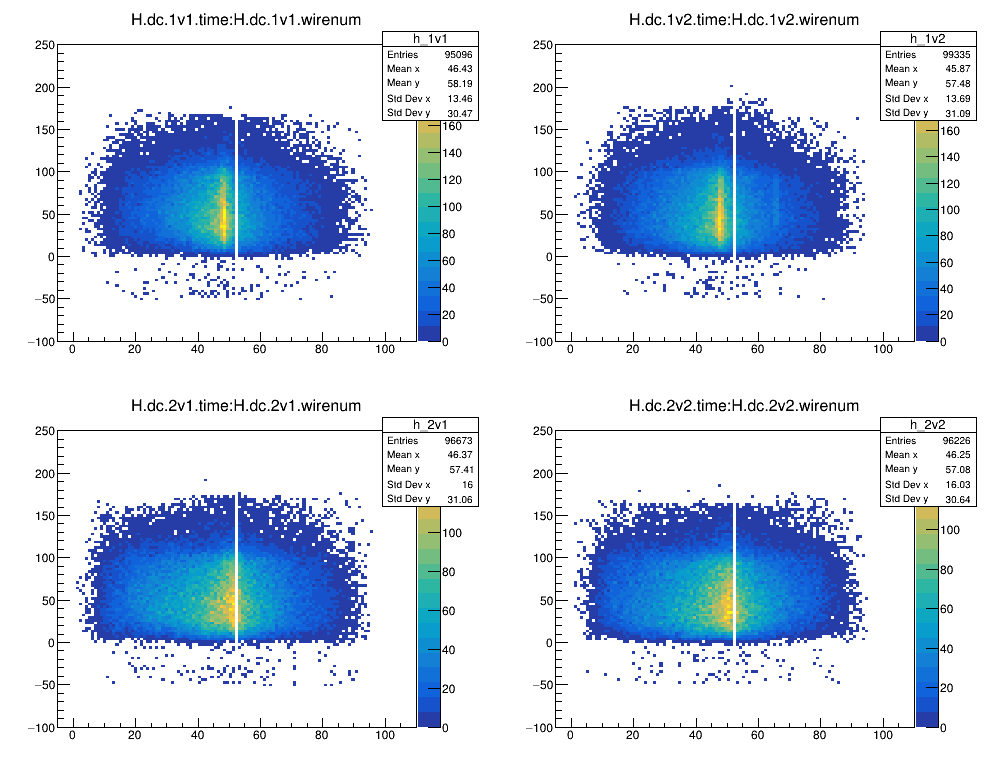 H.dc.1v1.time:H.dc.1v1.wirenum
h_1v1
Entries 95096
Mean x 46.43
Mean y 58.19
Std Dev x 13.46
Std Dev y 30.47
250
200
150
100
50
0
−50
−100
0 20 40 60 80 100
160
140
120
100
80
60
40
20
0
H.dc.1v2.time:H.dc.1v2.wirenum
h_1v2
Entries 99335
Mean x 45.87
Mean y 57.48
Std Dev x 13.69
Std Dev y 31.09
250
200
150
100
50
0
−50
−100
0 20 40 60 80 100
160
140
120
100
80
60
40
20
0
H.dc.2v1.time:H.dc.2v1.wirenum
h_2v1
Entries 96673
Mean x 46.37
Mean y 57.41
Std Dev x 16
Std Dev y 31.06
250
200
150
100
50
0
−50
−100
0 20 40 60 80 100
100
80
60
40
20
0
H.dc.2v2.time:H.dc.2v2.wirenum
h_2v2
Entries 96226
Mean x 46.25
Mean y 57.08
Std Dev x 16.03
Std Dev y 30.64
250
200
150
100
50
0
−50
−100
0 20 40 60 80 100
100
80
60
40
20
0